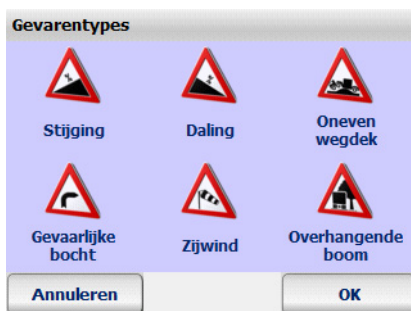 Gevarentypes
Stijging
Daling
Oneven
wegdek
Gevaarlijke
bocht
Zijwind
Overhangende
boom
Annuleren
OK